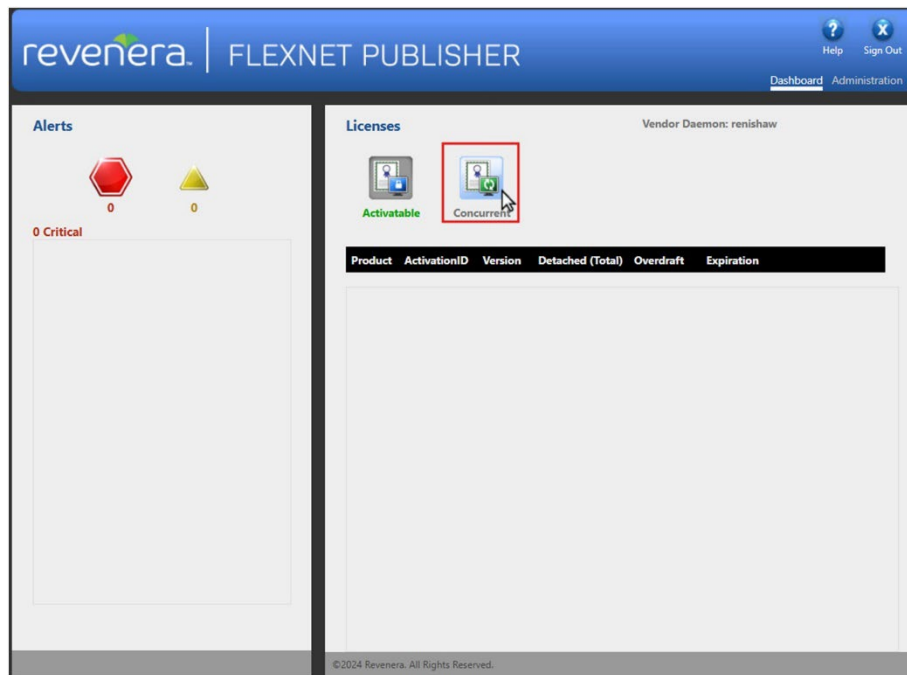 revenera. FLEXNET PUBLISHER
Help Sign Out
Dashboard Administration
Alerts
0 0
0 Critical
Licenses Vendor Daemon: renishaw
Activatable Concurrent
Product ActivationID Version Detached (Total) Overdraft Expiration
©2024 Revenera. All Rights Reserved.